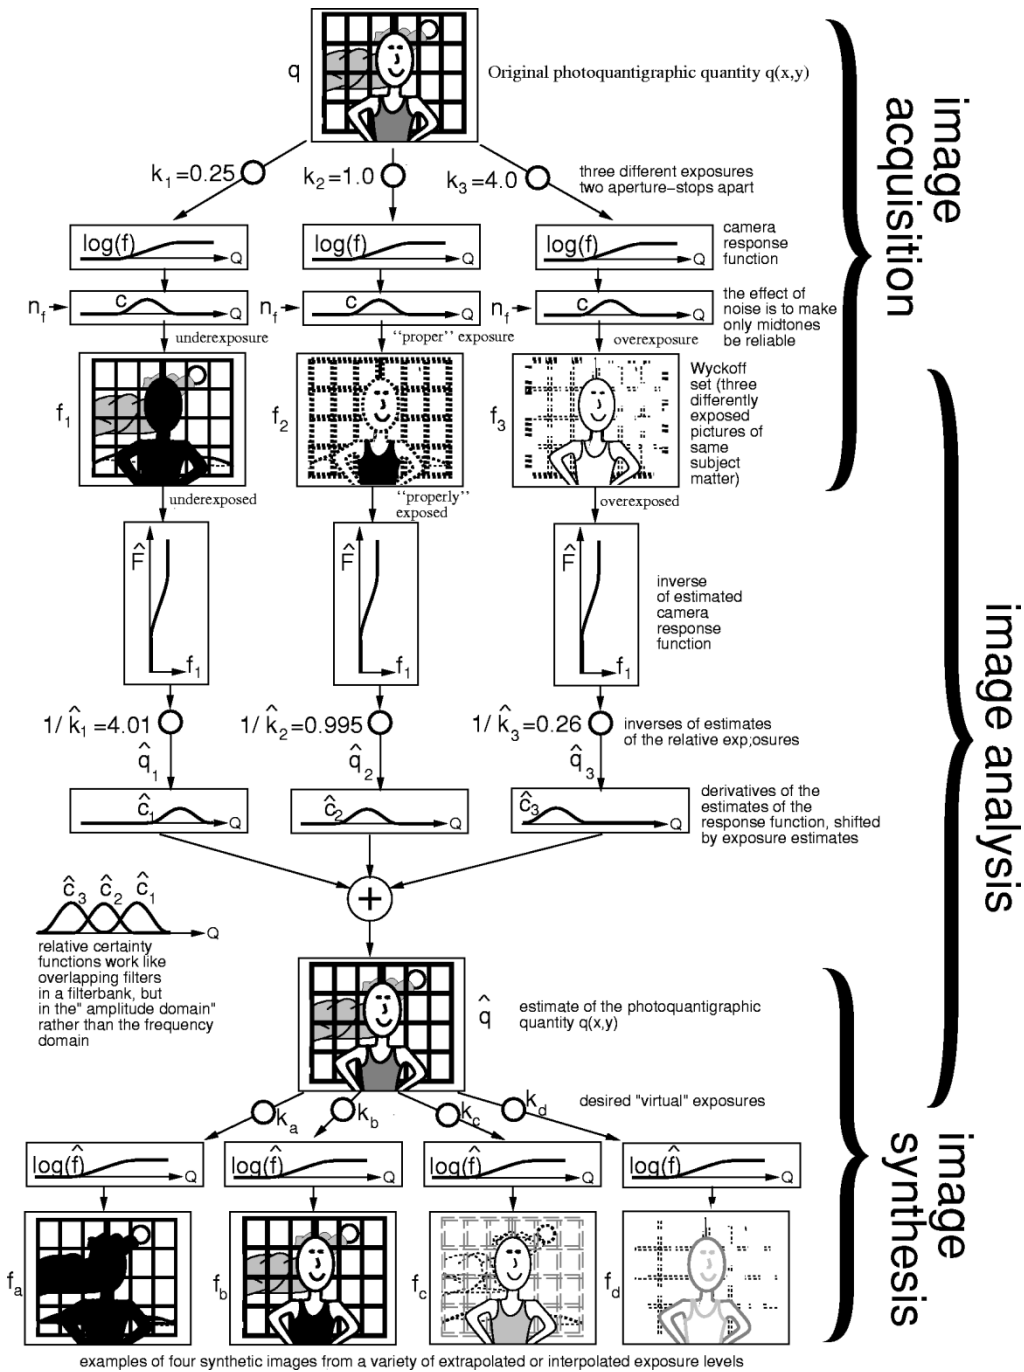 q
Original photoquantigraphic quantity q(x,y)
k1=0.25
k2=1.0
k3=4.0
three different exposures
two aperture-stops apart
log(f)
Q
log(f)
Q
log(f)
Q
camera
response
function
nf
c
Q
nf
c
Q
nf
c
Q
the effect of
noise is to make
only midtones
be reliable
underexposure
"proper" exposure
overexposure
f1
f2
f3
Wyckoff
set (three
differently
exposed
pictures of
same
subject
matter)
underexposed
"properly"
exposed
overexposed
F̂
f1
F̂
f1
F̂
f1
inverse
of estimated
camera
response
function
1/ k̂1=4.01
1/ k̂2=0.995
1/ k̂3=0.26
inverses of estimates
of the relative exp;osures
q̂1
q̂2
q̂3
ĉ1
Q
ĉ2
Q
ĉ3
Q
derivatives of the
estimates of the
response function, shifted
by exposure estimates
+
ĉ3 ĉ2 ĉ1
Q
relative certainty
functions work like
overlapping filters
in a filterbank, but
in the" amplitude domain"
rather than the frequency
domain
q̂
estimate of the photoquantigraphic
quantity q(x,y)
ka
kb
kc
kd
desired "virtual" exposures
log(f̂)
Q
log(f̂)
Q
log(f̂)
Q
log(f̂)
Q
fa
fb
fc
fd
examples of four synthetic images from a variety of extrapolated or interpolated exposure levels
image
acquisition
image analysis
image
synthesis